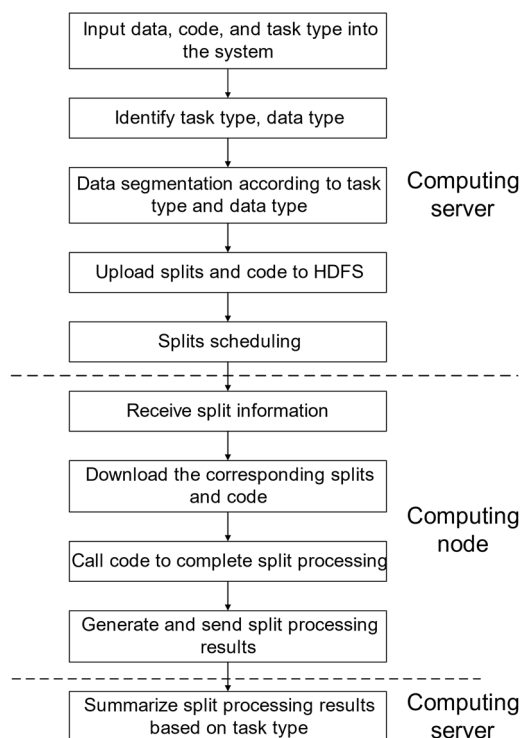 Input data, code, and task type into
the system
Identify task type, data type
Data segmentation according to task
type and data type
Computing
server
Upload splits and code to HDFS
Splits scheduling
Receive split information
Download the corresponding splits
and code
Computing
node
Call code to complete split processing
Generate and send split processing
results
Summarize split processing results
based on task type
Computing
server